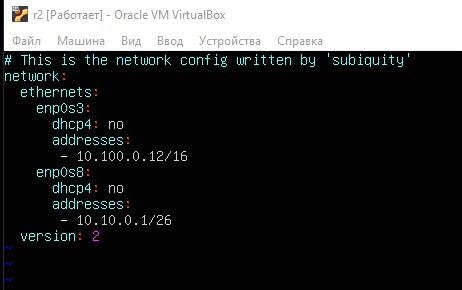 r2 [Работает] - Oracle VM VirtualBox
Файл Машина Вид Ввод Устройства Справка
# This is the network config written by 'subiquity'
network:
  ethernets:
    enp0s3:
      dhcp4: no
      addresses:
       - 10.100.0.12/16
    enp0s8:
      dhcp4: no
      addresses:
       - 10.10.0.1/26
  version: 2
~
~
~